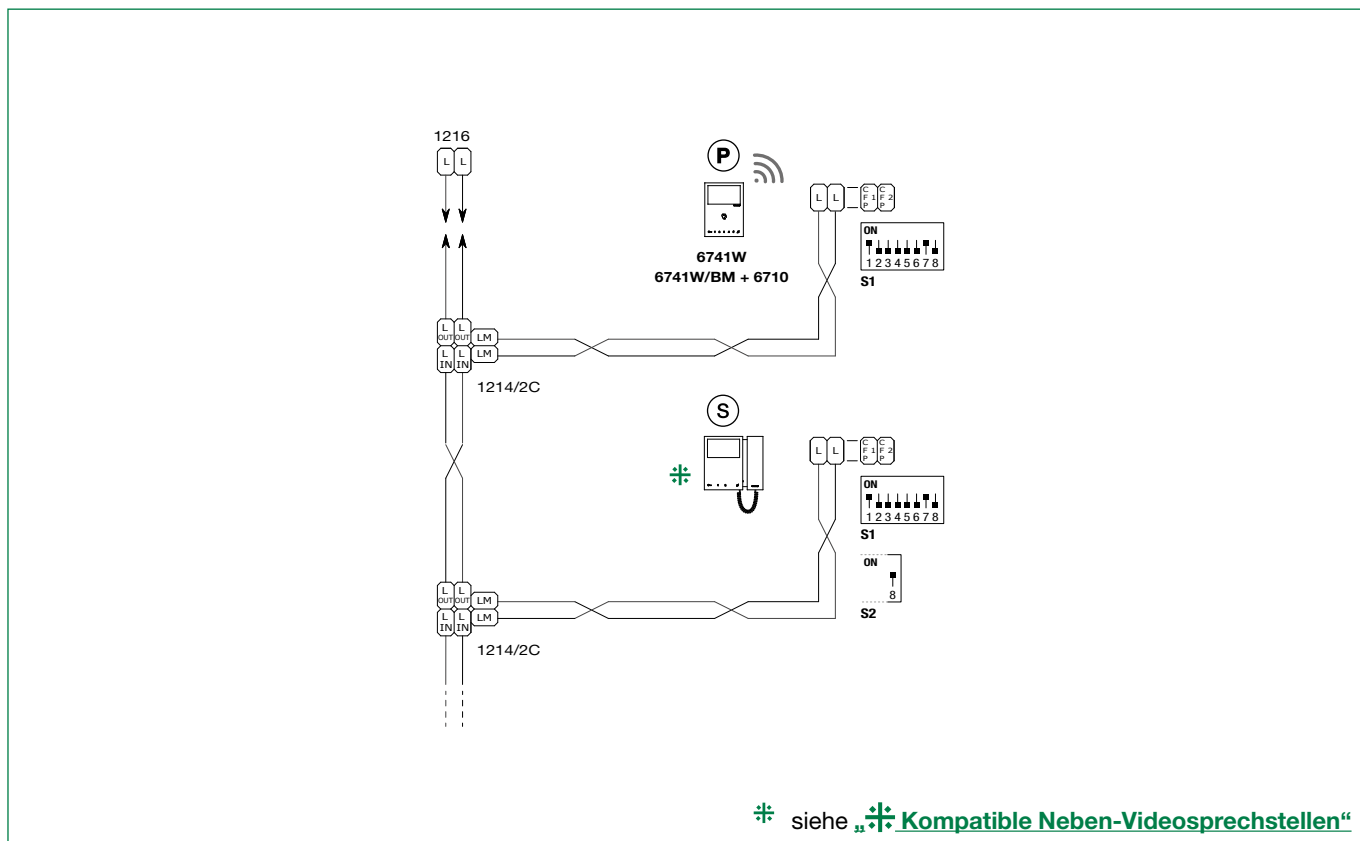 1216
L L
P
6741W
6741W/BM + 6710
L L CFP 1 CFP 2
ON
1 2 3 4 5 6 7 8
S1
L OUT L OUT LM
L IN L IN LM
1214/2C
S
L L CFP 1 CFP 2
ON
1 2 3 4 5 6 7 8
S1
ON
8
S2
L OUT L OUT LM
L IN L IN LM
1214/2C
siehe „ Kompatible Neben-Videosprechstellen“